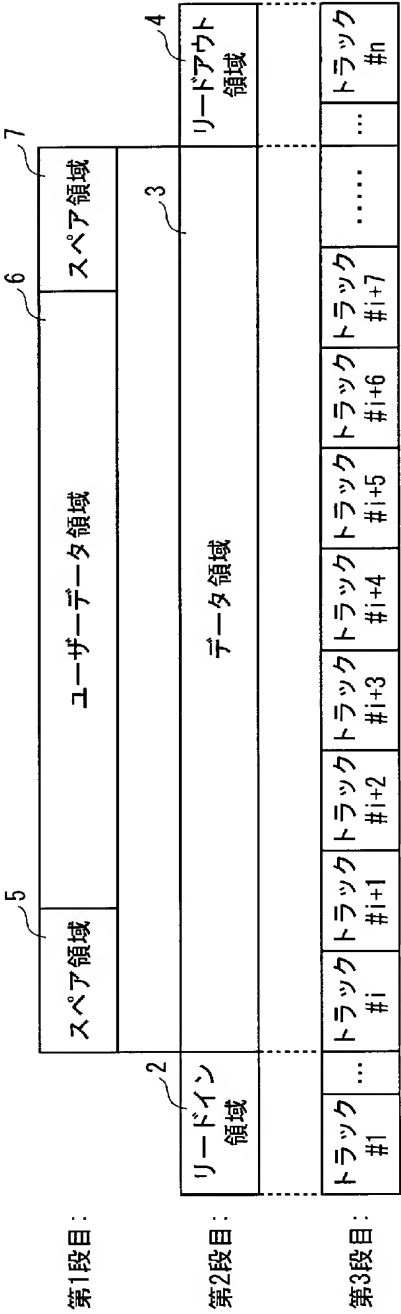 第1段目：
5
6
7
スペア領域
ユーザーデータ領域
スペア領域
第2段目：
2
3
4
リードイン
領域
データ領域
リードアウト
領域
第3段目：
トラック
#1
…
トラック
#i
トラック
#i+1
トラック
#i+2
トラック
#i+3
トラック
#i+4
トラック
#i+5
トラック
#i+6
トラック
#i+7
.....
…
トラック
#n